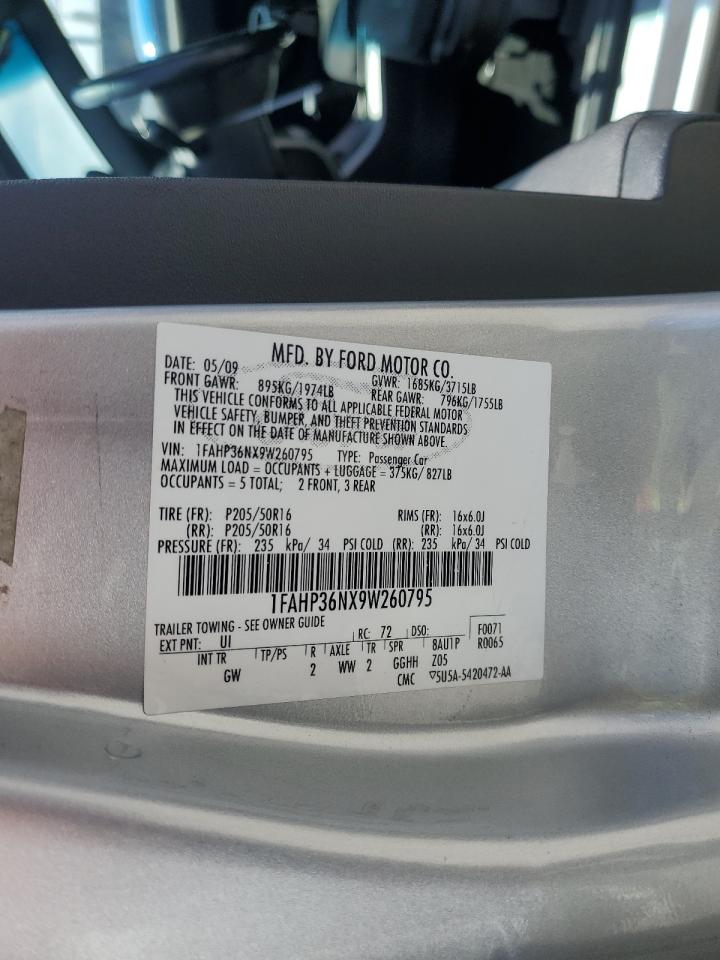 MFD. BY FORD MOTOR CO.
DATE: 05/09 GVWR: 1685KG/3715LB
FRONT GAWR: 895KG/1974LB REAR GAWR: 796KG/1755LB
THIS VEHICLE CONFORMS TO ALL APPLICABLE FEDERAL MOTOR
VEHICLE SAFETY, BUMPER, AND THEFT PREVENTION STANDARDS
IN EFFECT ON THE DATE OF MANUFACTURE SHOWN ABOVE.
VIN: 1FAHP36NX9W260795 TYPE: Passenger Car
MAXIMUM LOAD = OCCUPANTS + LUGGAGE = 375KG/ 827LB
OCCUPANTS = 5 TOTAL; 2 FRONT, 3 REAR
TIRE (FR): P205/50R16 RIMS (FR): 16x6.0J
(RR): P205/50R16 (RR): 16x6.0J
PRESSURE (FR): 235 kPa/ 34 PSI COLD (RR): 235 kPa/ 34 PSI COLD
1FAHP36NX9W260795
TRAILER TOWING - SEE OWNER GUIDE
EXT PNT: UI RC: 72 DSO: F0071
INT TR TP/PS R AXLE TR SPR 8AU1P R0065
GW 2 WW 2 GGHH Z05
CMC ▽5U5A-5420472-AA